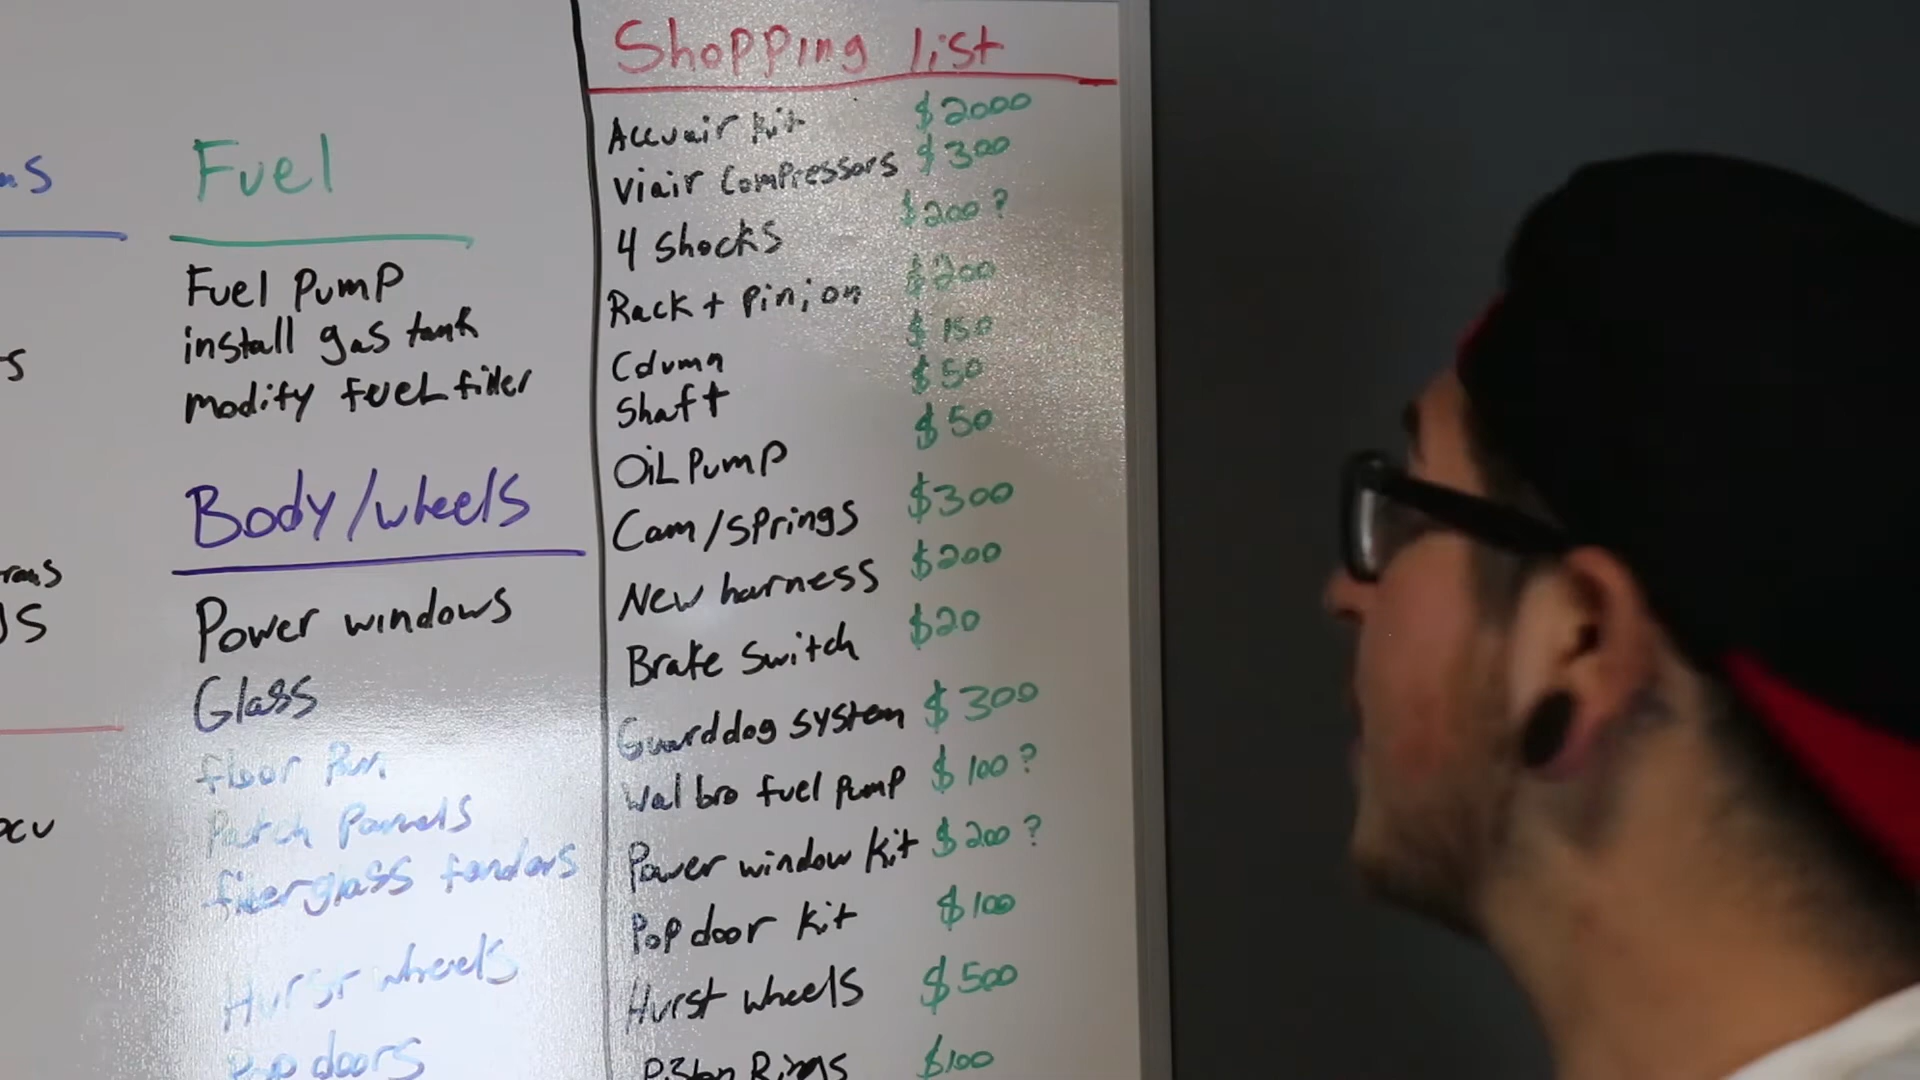 Fuel
Fuel Pump
install gas tank
modify fuel filler
Body/wheels
Power windows
Glass
floor Pan
Patch Panels
fiberglass fenders
Hurst wheels
Pop doors
Shopping list
Accuair kit $2000
Viair Compressors $300
4 Shocks $200?
Rack + Pinion $200
Column $150
Shaft $50
OiL PumP $50
Cam/Springs $300
New harness $200
Brake Switch $20
Guarddog system $300
Walbro fuel pump $100?
Power window kit $200?
Pop door kit $100
Hurst wheels $500
Piston Rings $100